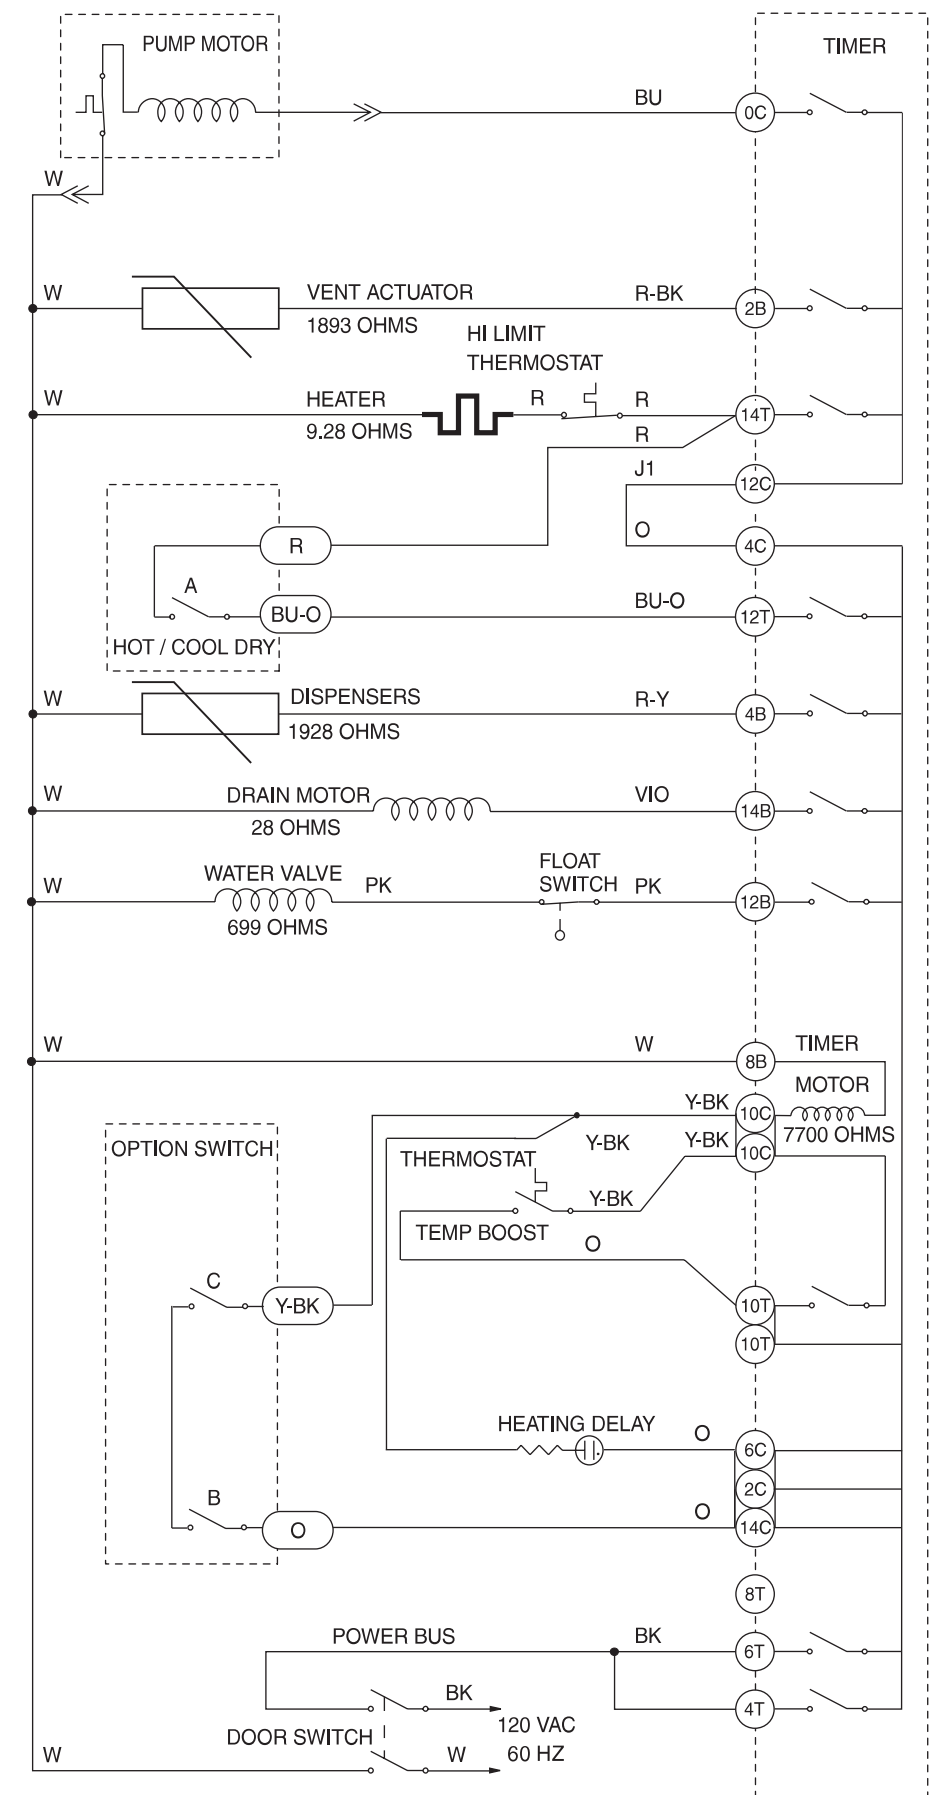 PUMP MOTOR
TIMER
BU
0C
W
W
VENT ACTUATOR
R-BK
2B
1893 OHMS
HI LIMIT
THERMOSTAT
W
HEATER
R
R
14T
9.28 OHMS
R
J1
12C
O
4C
R
A
BU-O
BU-O
12T
HOT / COOL DRY
W
DISPENSERS
R-Y
4B
1928 OHMS
W
DRAIN MOTOR
VIO
14B
28 OHMS
FLOAT
SWITCH
WATER VALVE
W
PK
PK
12B
699 OHMS
W
W
8B
TIMER
MOTOR
7700 OHMS
Y-BK
10C
OPTION SWITCH
Y-BK
Y-BK
10C
THERMOSTAT
Y-BK
TEMP BOOST
O
C
Y-BK
10T
10T
HEATING DELAY
O
6C
2C
B
O
O
14C
8T
POWER BUS
BK
6T
BK
4T
120 VAC
60 HZ
DOOR SWITCH
W
W